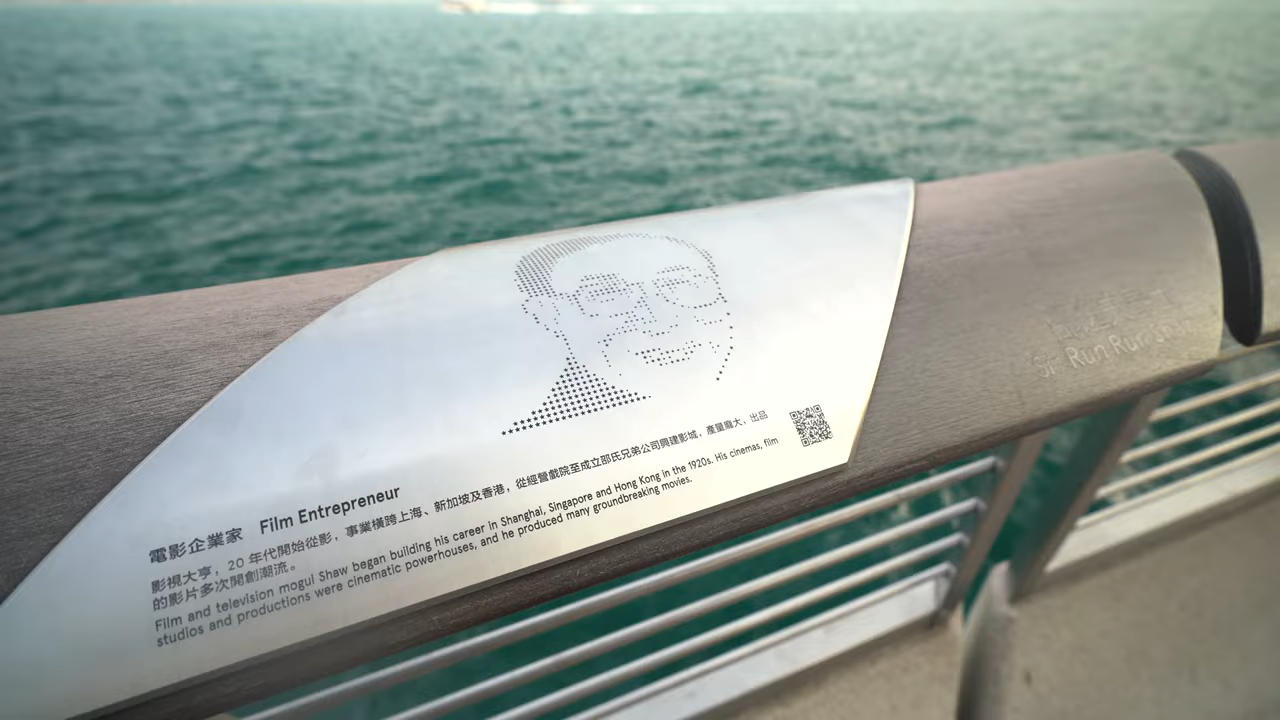 電影企業家 Film Entrepreneur
影視大亨，20 年代開始從影，事業橫跨上海、新加坡及香港，從經營戲院至成立邵氏兄弟公司興建影城，產量龐大，出品
的影片多次開創潮流。
Film and television mogul Shaw began building his career in Shanghai, Singapore and Hong Kong in the 1920s. His cinemas, film
studios and productions were cinematic powerhouses, and he produced many groundbreaking movies.
Run Run